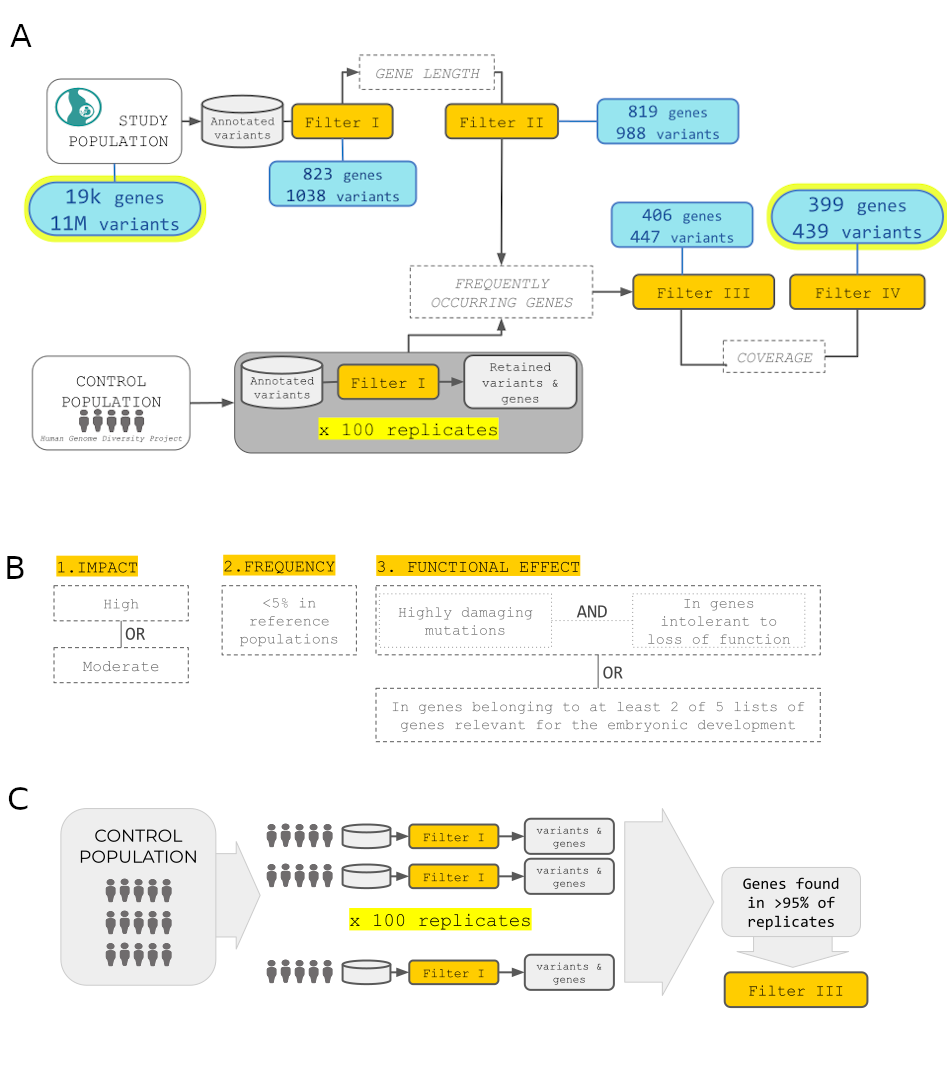 A
STUDY
POPULATION
19k genes
11M variants
Annotated
variants
Filter I
823 genes
1038 variants
GENE LENGTH
Filter II
819 genes
988 variants
FREQUENTLY
OCCURRING GENES
406 genes
447 variants
Filter III
399 genes
439 variants
Filter IV
COVERAGE
CONTROL
POPULATION
Human Genome Diversity Project
Annotated
variants
Filter I
Retained
variants &
genes
x 100 replicates
B
1.IMPACT
High
OR
Moderate
2.FREQUENCY
<5% in
reference
populations
3. FUNCTIONAL EFFECT
Highly damaging
mutations
AND
In genes
intolerant to
loss of function
OR
In genes belonging to at least 2 of 5 lists of
genes relevant for the embryonic development
C
CONTROL
POPULATION
Filter I
variants &
genes
Filter I
variants &
genes
x 100 replicates
Filter I
variants &
genes
Genes found
in >95% of
replicates
Filter III